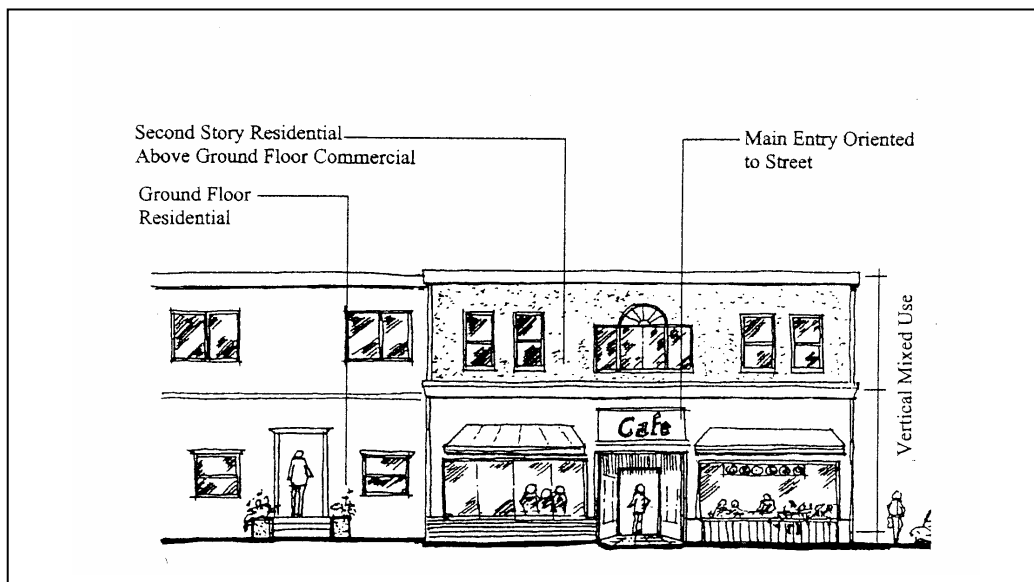 Second Story Residential
Above Ground Floor Commercial
Main Entry Oriented
to Street
Ground Floor
Residential
Vertical Mixed Use
Cafe